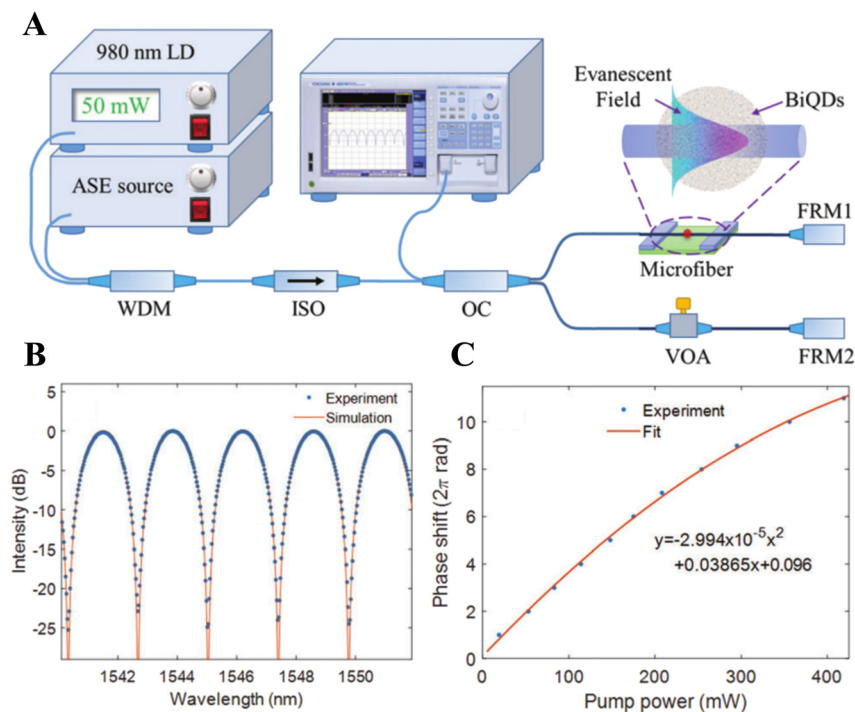 A
980 nm LD
50 mW
ASE source
Evanescent
Field
BiQDs
FRM1
Microfiber
WDM
ISO
OC
VOA
FRM2
B
5
0
-5
-10
-15
-20
-25
Intensity (dB)
Experiment
Simulation
1542
1544
1546
1548
1550
Wavelength (nm)
C
10
8
6
4
2
0
Phase shift (2π rad)
Experiment
Fit
y=-2.994x10⁻⁵x²
+0.03865x+0.096
0
100
200
300
400
Pump power (mW)